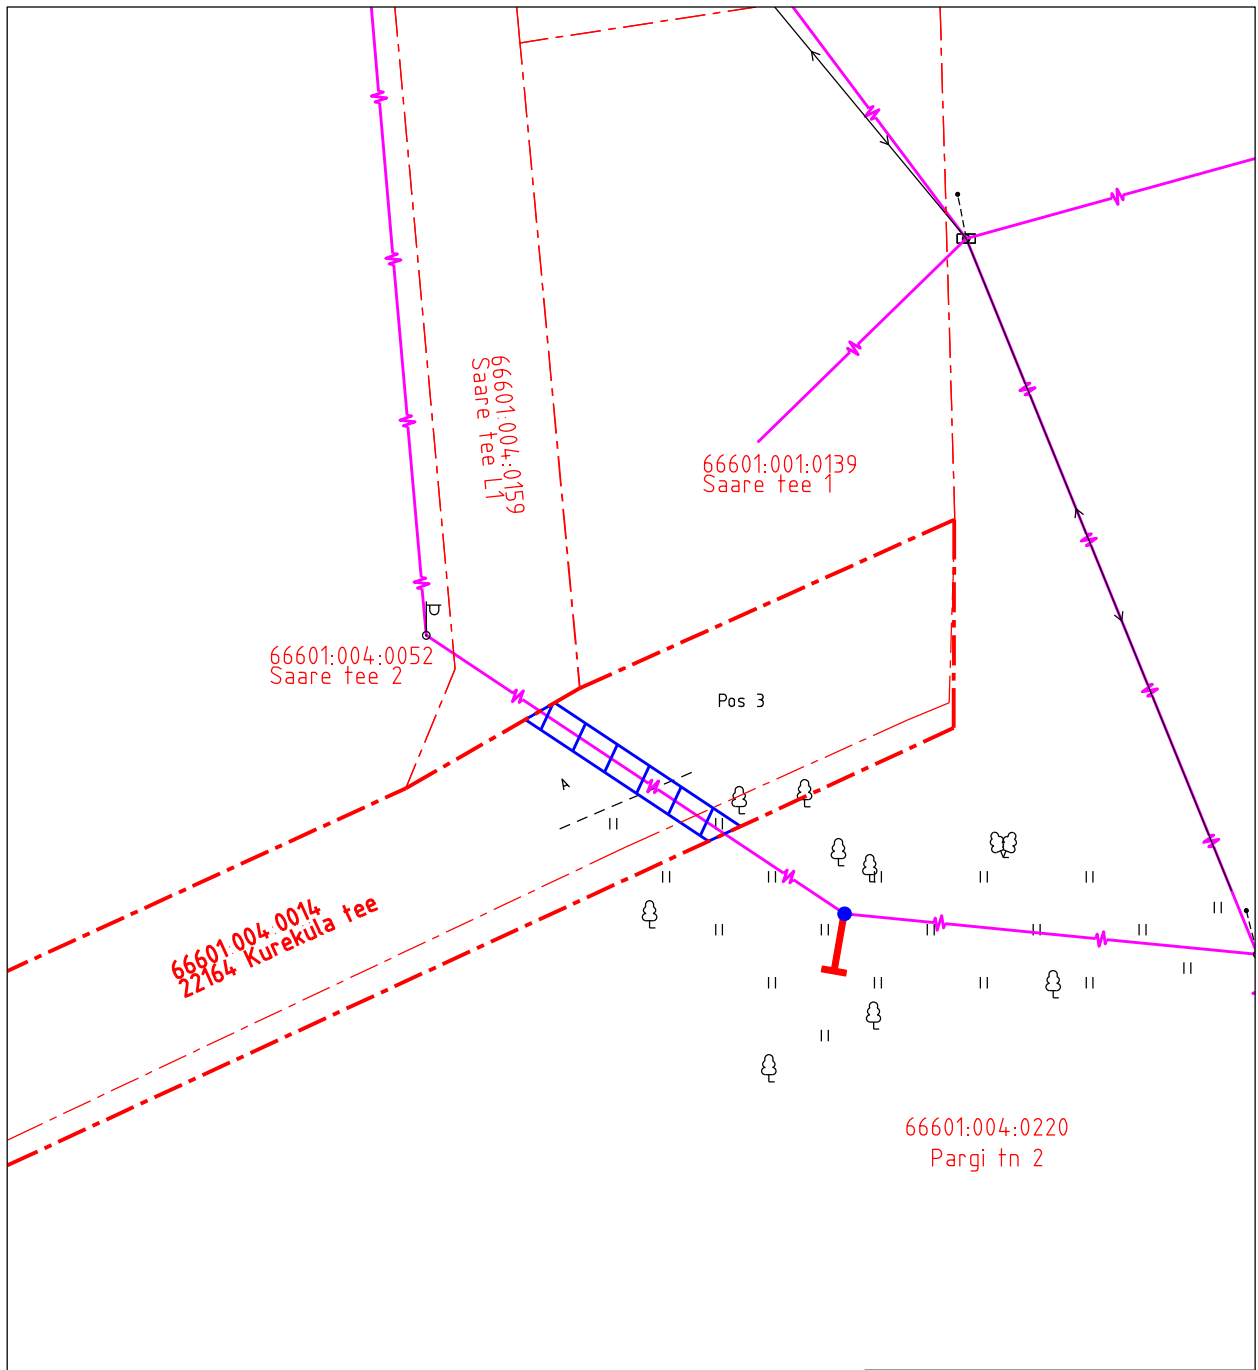 66601:004:0159
Saare tee L1
66601:001:0139
Saare tee 1
66601:004:0052
Saare tee 2
Pos 3
A
66601:004:0014
22164 Kureküla tee
66601:004:0220
Pargi tn 2